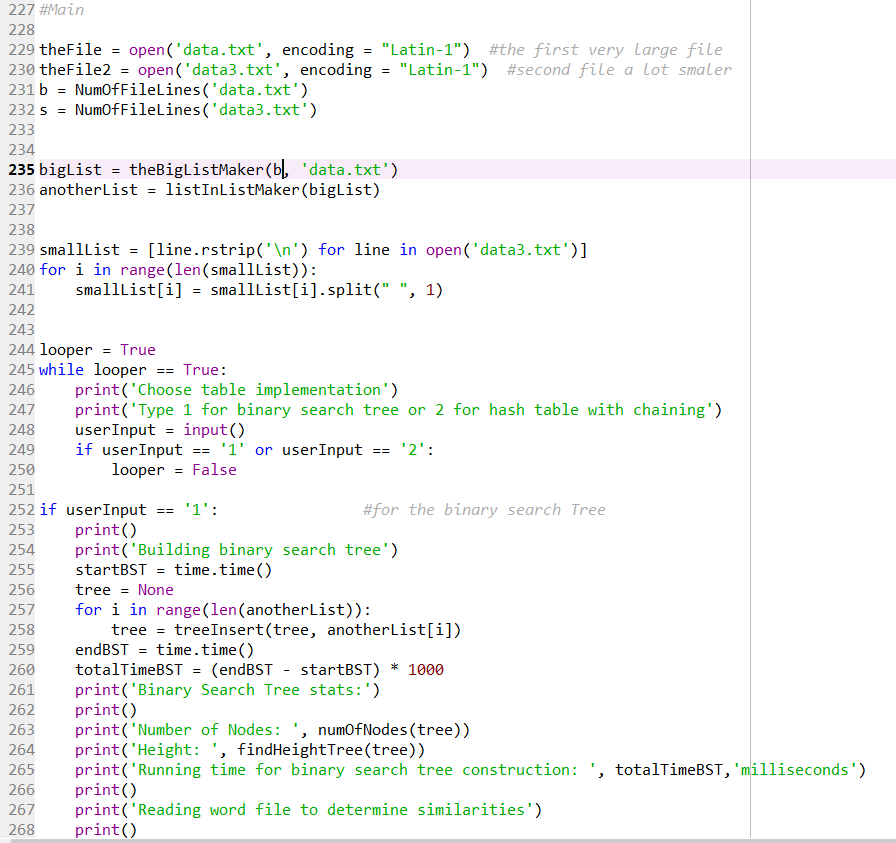 227 #Main
228
229 theFile = open('data.txt', encoding = "Latin-1")  #the first very large file
230 theFile2 = open('data3.txt', encoding = "Latin-1")  #second file a lot smaler
231 b = NumOfFileLines('data.txt')
232 s = NumOfFileLines('data3.txt')
233
234
235 bigList = theBigListMaker(b, 'data.txt')
236 anotherList = listInListMaker(bigList)
237
238
239 smallList = [line.rstrip('\n') for line in open('data3.txt')]
240 for i in range(len(smallList)):
241     smallList[i] = smallList[i].split(" ", 1)
242
243
244 looper = True
245 while looper == True:
246     print('Choose table implementation')
247     print('Type 1 for binary search tree or 2 for hash table with chaining')
248     userInput = input()
249     if userInput == '1' or userInput == '2':
250         looper = False
251
252 if userInput == '1':                #for the binary search Tree
253     print()
254     print('Building binary search tree')
255     startBST = time.time()
256     tree = None
257     for i in range(len(anotherList)):
258         tree = treeInsert(tree, anotherList[i])
259     endBST = time.time()
260     totalTimeBST = (endBST - startBST) * 1000
261     print('Binary Search Tree stats:')
262     print()
263     print('Number of Nodes: ', numOfNodes(tree))
264     print('Height: ', findHeightTree(tree))
265     print('Running time for binary search tree construction: ', totalTimeBST,'milliseconds')
266     print()
267     print('Reading word file to determine similarities')
268     print()